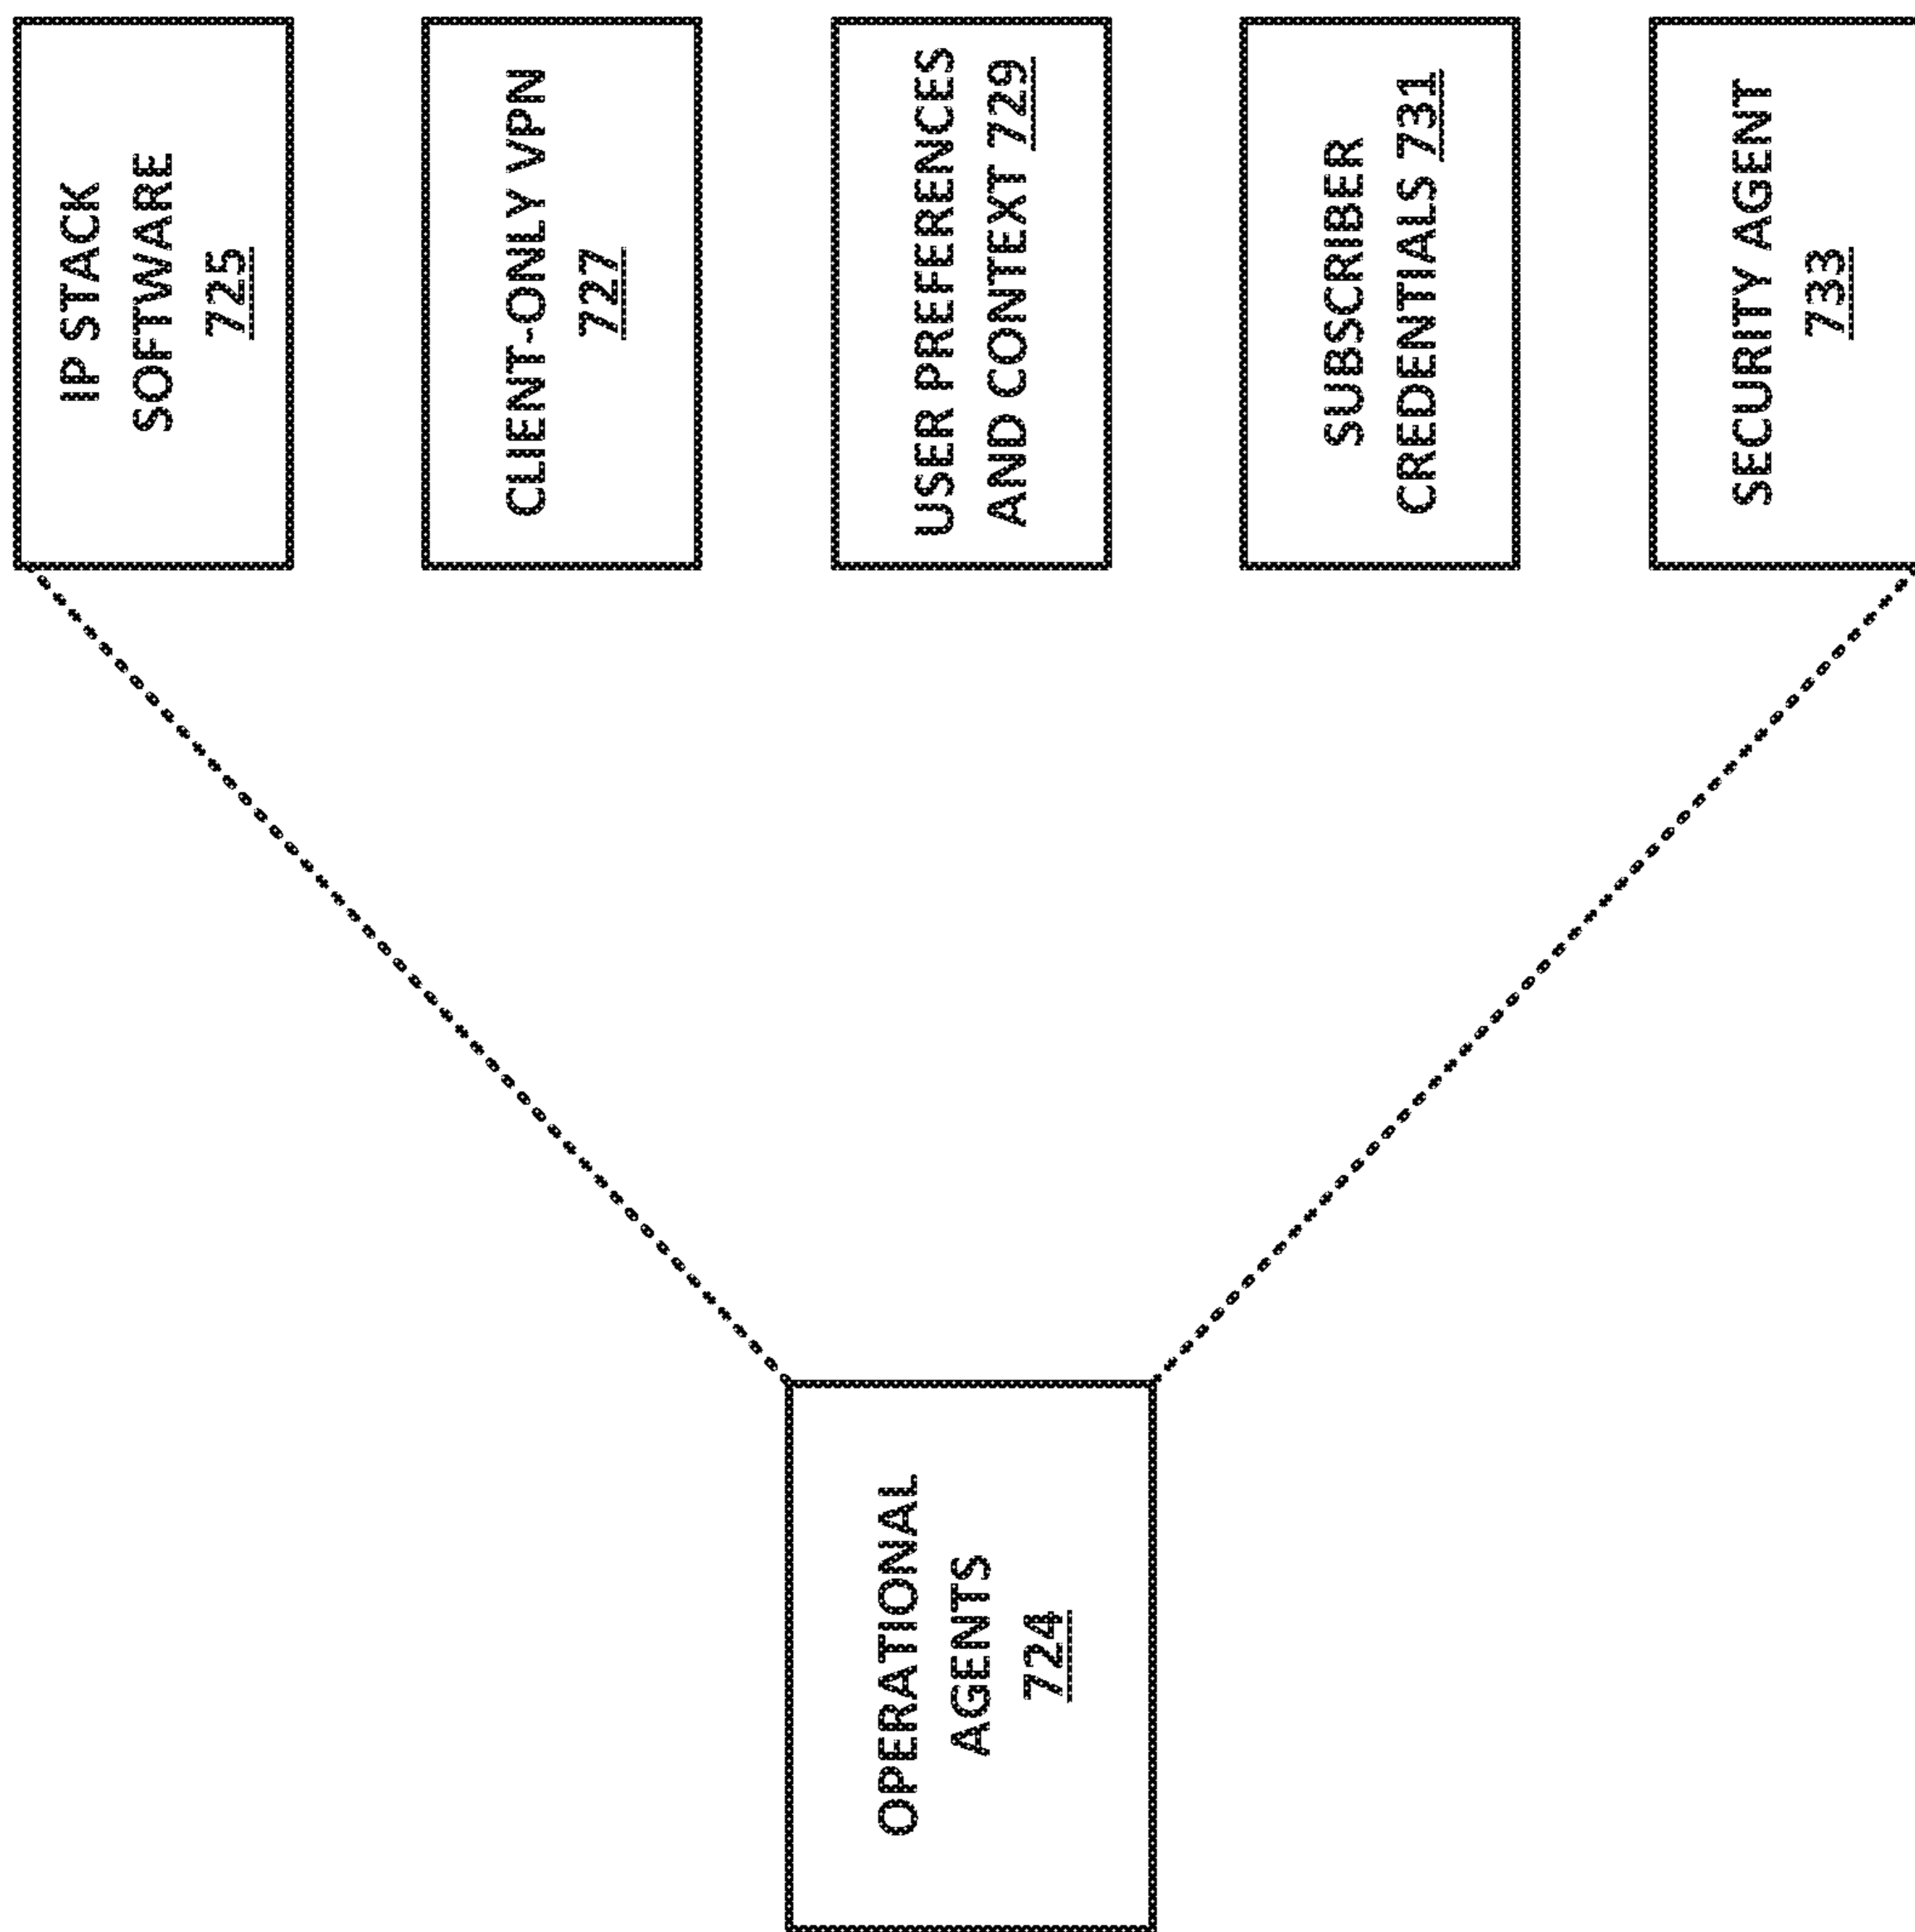 IP STACK
SOFTWARE
725
CLIENT-ONLY VPN
727
USER PREFERENCES
AND CONTEXT 729
SUBSCRIBER
CREDENTIALS 731
SECURITY AGENT
733
OPERATIONAL
AGENTS
724